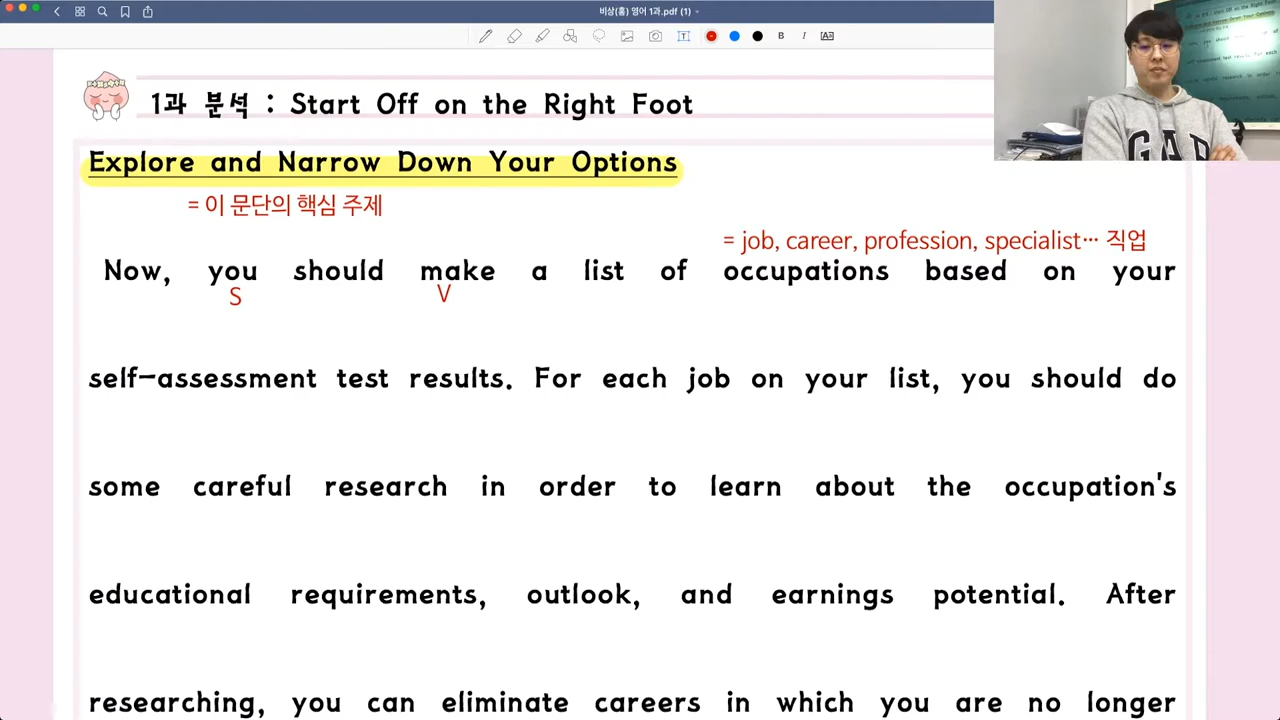 비상(홍) 영어 1과.pdf (1)
T
B
I
1과 분석 : Start Off on the Right Foot
Explore and Narrow Down Your Options
= 이 문단의 핵심 주제
= job, career, profession, specialist… 직업
Now, you should make a list of occupations based on your
S V
self-assessment test results. For each job on your list, you should do
some careful research in order to learn about the occupation's
educational requirements, outlook, and earnings potential. After
researching, you can eliminate careers in which you are no longer
GAP